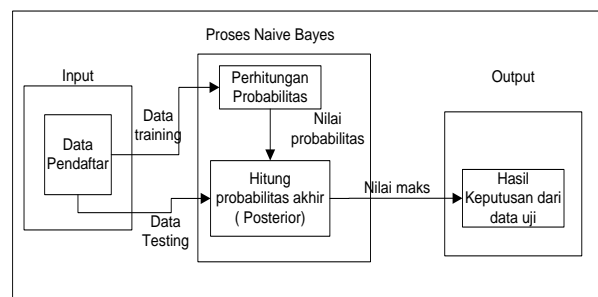 Proses Naive Bayes
Input
Output
Data
Pendaftar
Data
training
Data
Testing
Perhitungan
Probabilitas
Nilai
probabilitas
Hitung
probabilitas akhir
( Posterior)
Nilai maks
Hasil
Keputusan dari
data uji